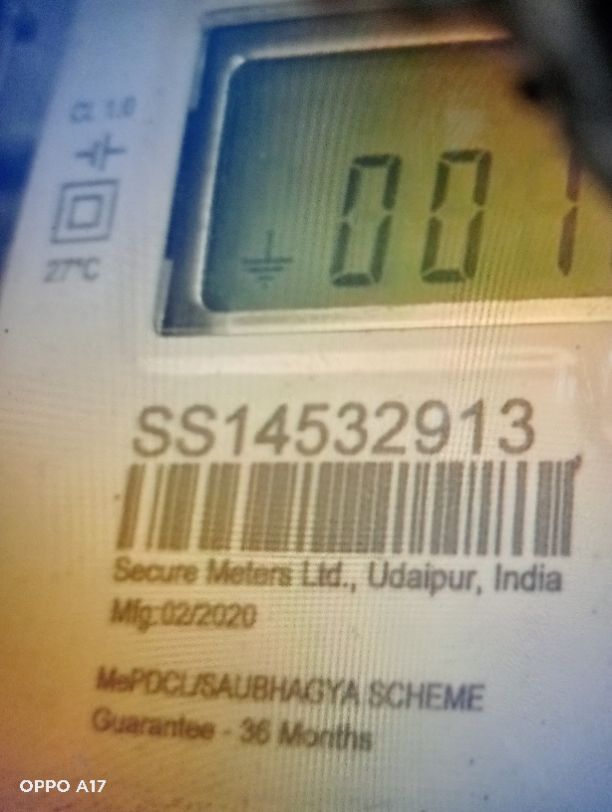 Cl. 1.0
27°C
001
SS14532913
Secure Meters Ltd., Udaipur, India
Mfg:02/2020
MePDCL/SAUBHAGYA SCHEME
Guarantee - 36 Months
OPPO A17